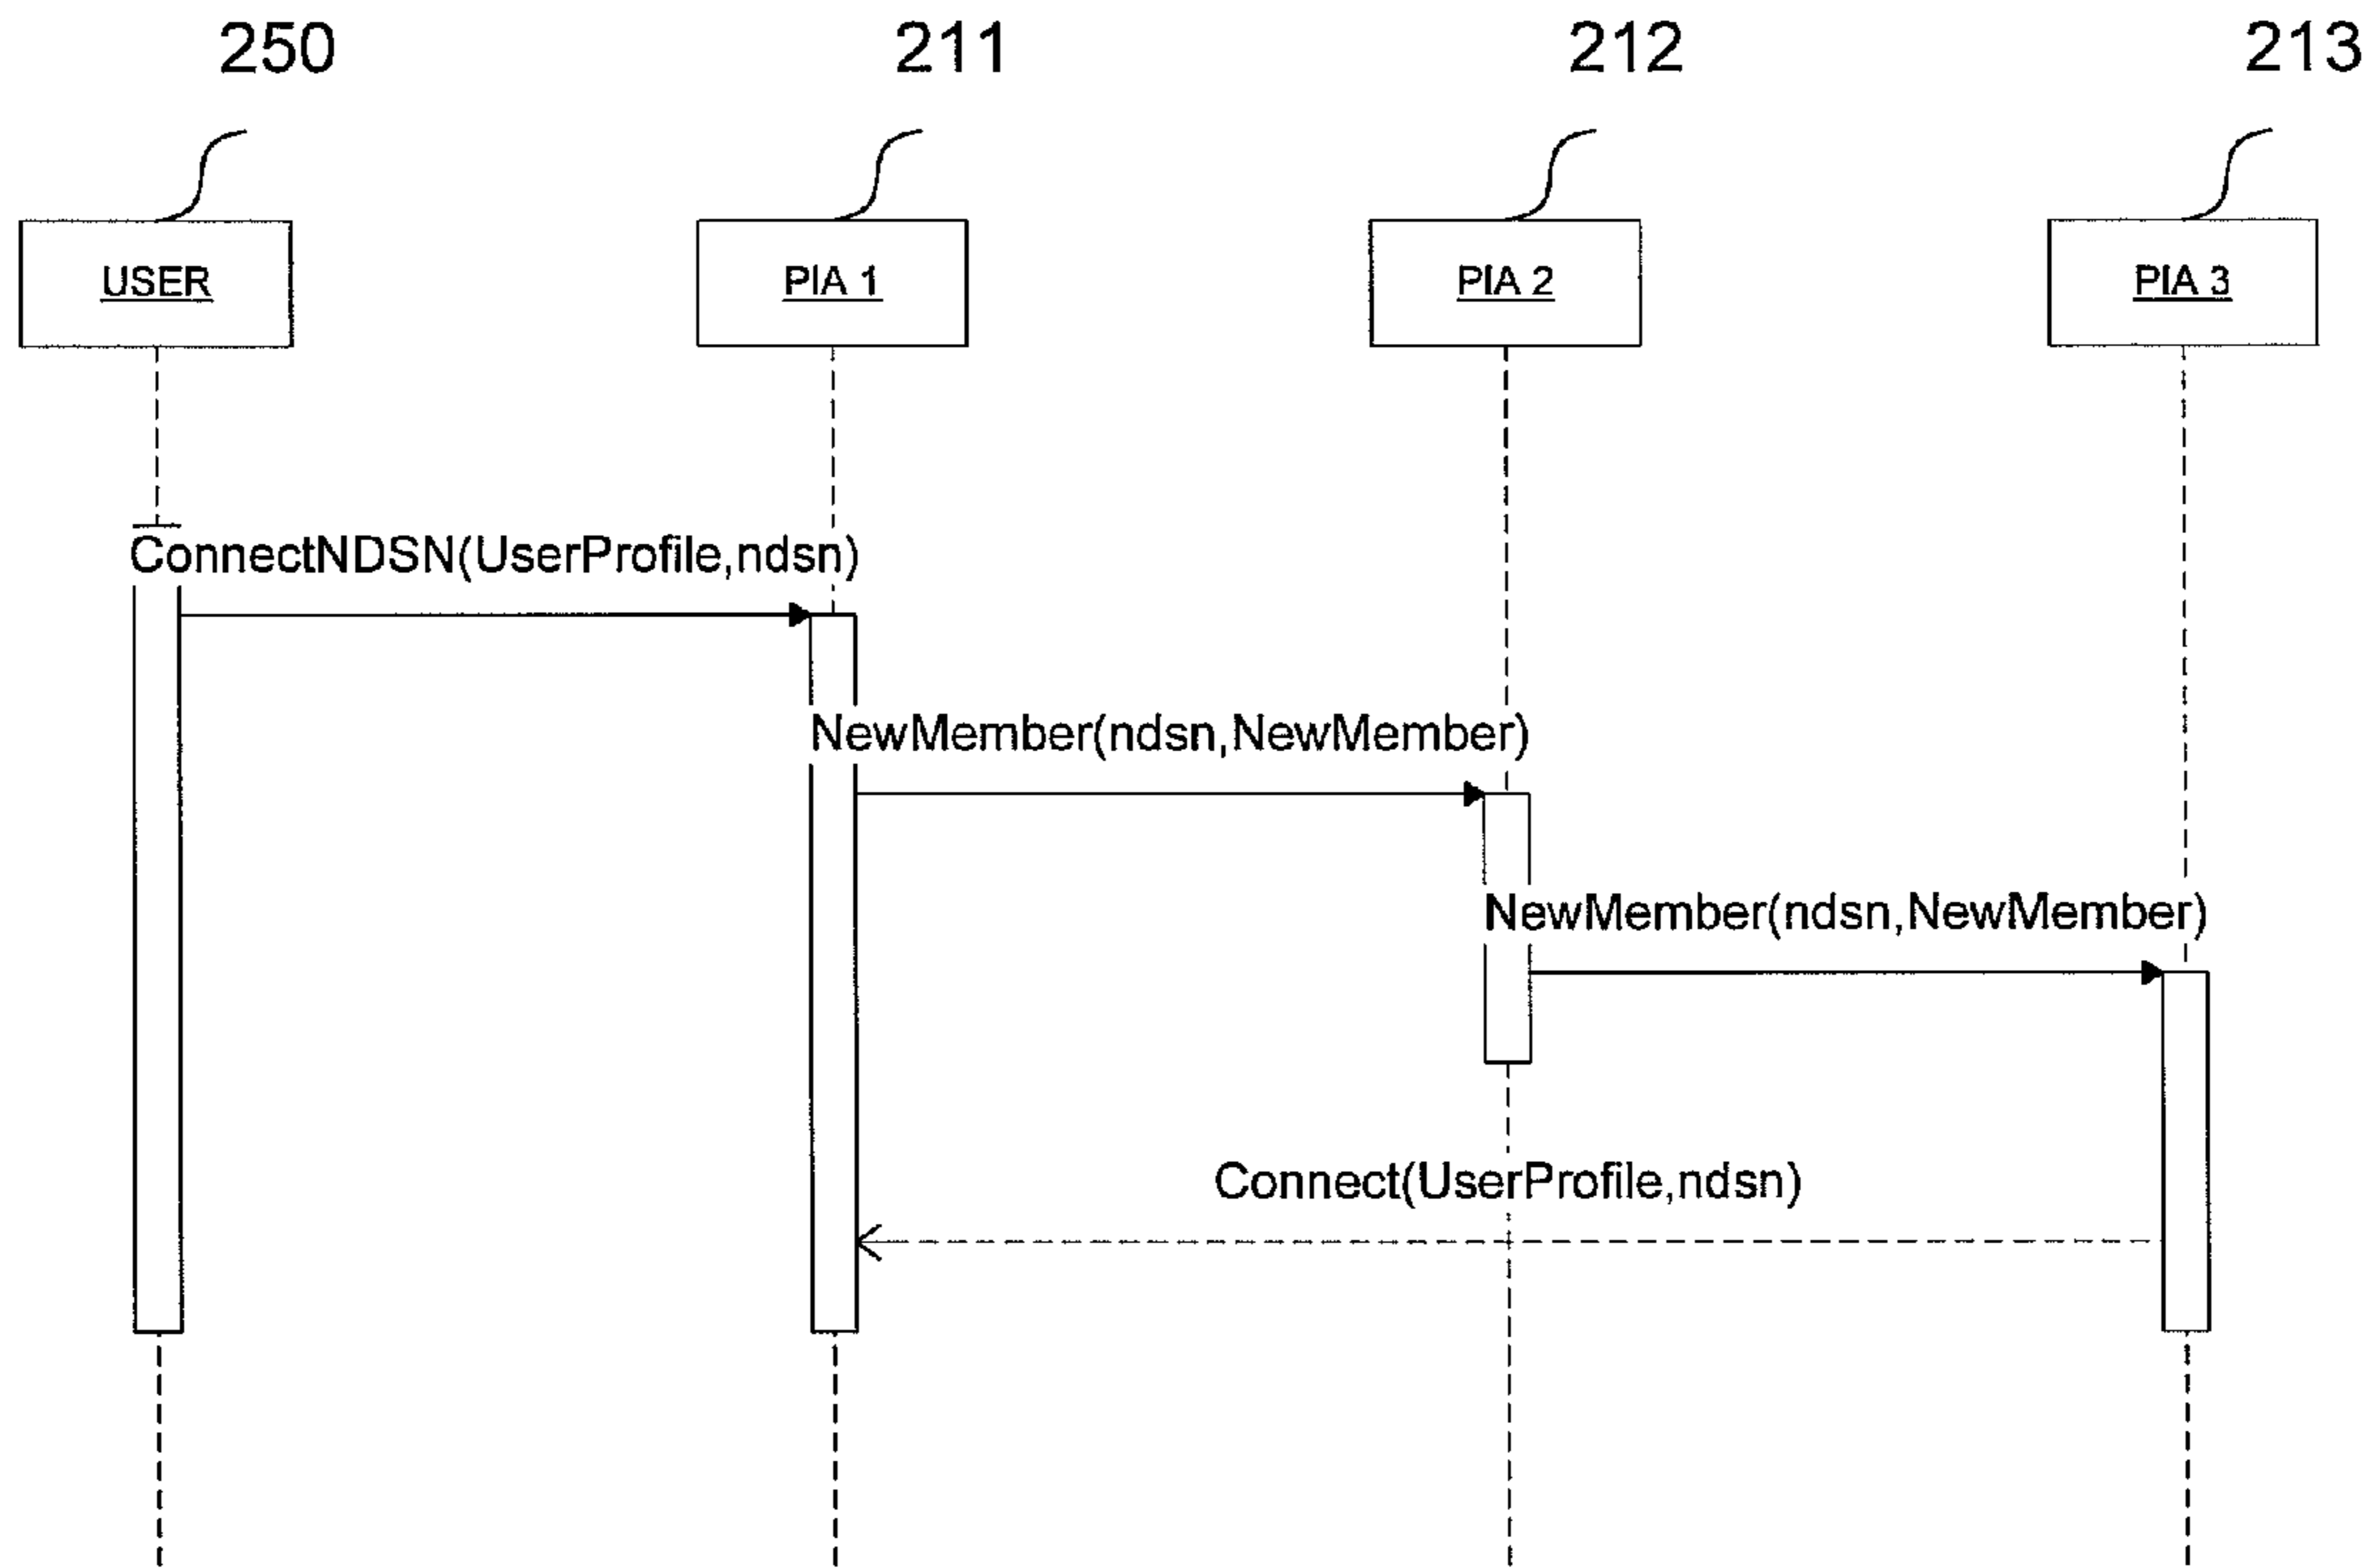 250 211 212 213
USER PIA 1 PIA 2 PIA 3
ConnectNDSN(UserProfile,ndsn)
NewMember(ndsn,NewMember)
NewMember(ndsn,NewMember)
Connect(UserProfile,ndsn)